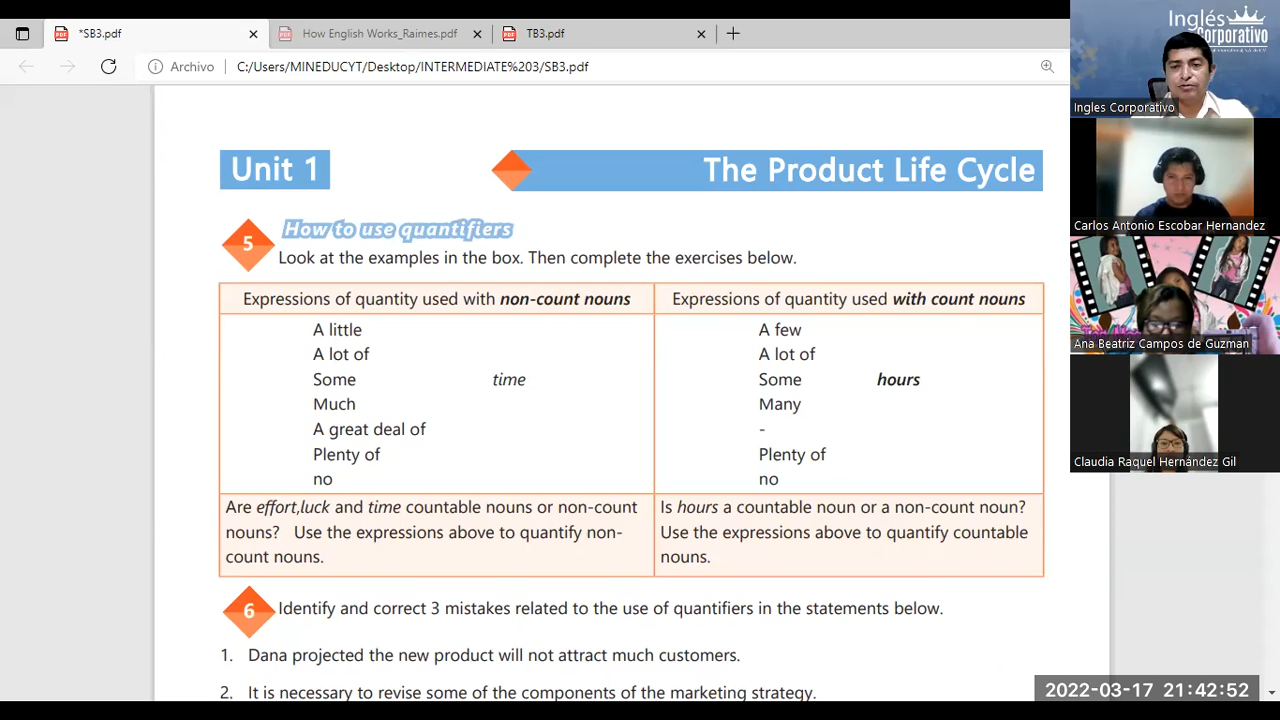 *SB3.pdf
How English Works_Raimes.pdf
TB3.pdf
Archivo
C:/Users/MINEDUCYT/Desktop/INTERMEDIATE%203/SB3.pdf
Unit 1
The Product Life Cycle
5
How to use quantifiers
Look at the examples in the box. Then complete the exercises below.
Expressions of quantity used with non-count nouns
Expressions of quantity used with count nouns
A little
A lot of
Some time
Much
A great deal of
Plenty of
no
A few
A lot of
Some hours
Many
-
Plenty of
no
Are effort,luck and time countable nouns or non-count
nouns? Use the expressions above to quantify non-
count nouns.
Is hours a countable noun or a non-count noun?
Use the expressions above to quantify countable
nouns.
6
Identify and correct 3 mistakes related to the use of quantifiers in the statements below.
1. Dana projected the new product will not attract much customers.
2. It is necessary to revise some of the components of the marketing strategy.
Inglés
Corporativo
Ingles Corporativo
Carlos Antonio Escobar Hernandez
Ana Beatriz Campos de Guzman
Claudia Raquel Hernández Gil
2022-03-17 21:42:52